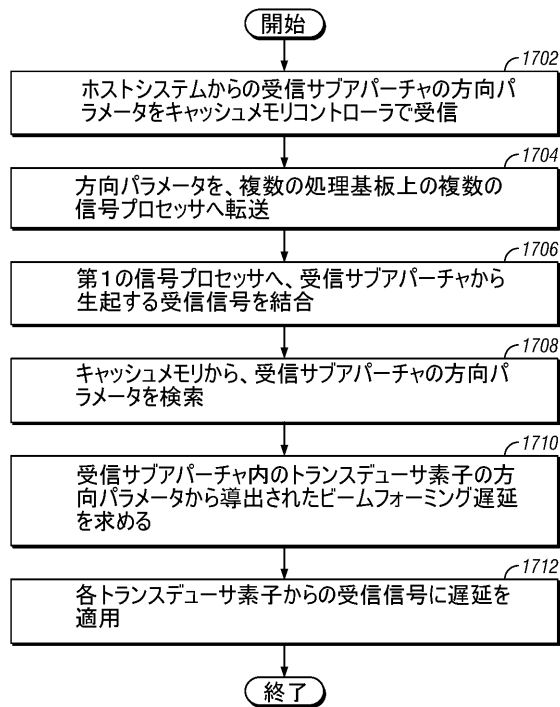 開始
1702
ホストシステムからの受信サブアパーチャの方向パ
ラメータをキャッシュメモリコントローラで受信
1704
方向パラメータを、複数の処理基板上の複数の
信号プロセッサへ転送
1706
第1の信号プロセッサへ、受信サブアパーチャから
生起する受信信号を結合
1708
キャッシュメモリから、受信サブアパーチャの方向パ
ラメータを検索
1710
受信サブアパーチャ内のトランスデューサ素子の方
向パラメータから導出されたビームフォーミング遅延
を求める
1712
各トランスデューサ素子からの受信信号に遅延を
適用
終了